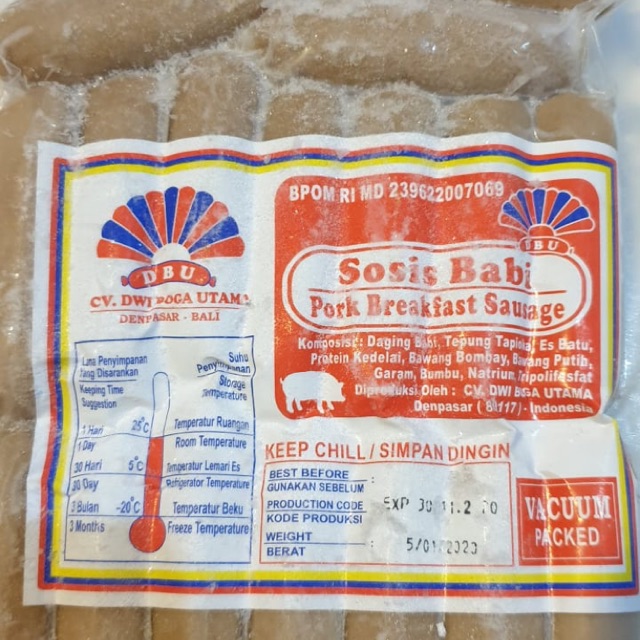 DBU
CV. DWI BOGA UTAMA
DENPASAR - BALI
BPOM RI MD 239622007069
DBU
Sosis Babi
Pork Breakfast Sausage
Komposisi: Daging Babi, Tepung Tapioka, Es Batu,
Protein Kedelai, Bawang Bombay, Bawang Putih,
Garam, Bumbu, Natrium Tripolifosfat
Diproduksi Oleh : CV. DWI BOGA UTAMA
Denpasar ( 80117 ) - Indonesia
Lama Penyimpanan
Yang Disarankan
Keeping Time
Suggestion
Suhu
Penyimpanan
Storage
Temperature
1 Hari 25°C Temperatur Ruangan
1 Day Room Temperature
30 Hari 5°C Temperatur Lemari Es
30 Day Refrigerator Temperature
3 Bulan -20°C Temperatur Beku
3 Months Freeze Temperature
KEEP CHILL / SIMPAN DINGIN
BEST BEFORE :
GUNAKAN SEBELUM
PRODUCTION CODE : EXP 30 11.2
KODE PRODUKSI
WEIGHT :
BERAT
VACUUM
PACKED